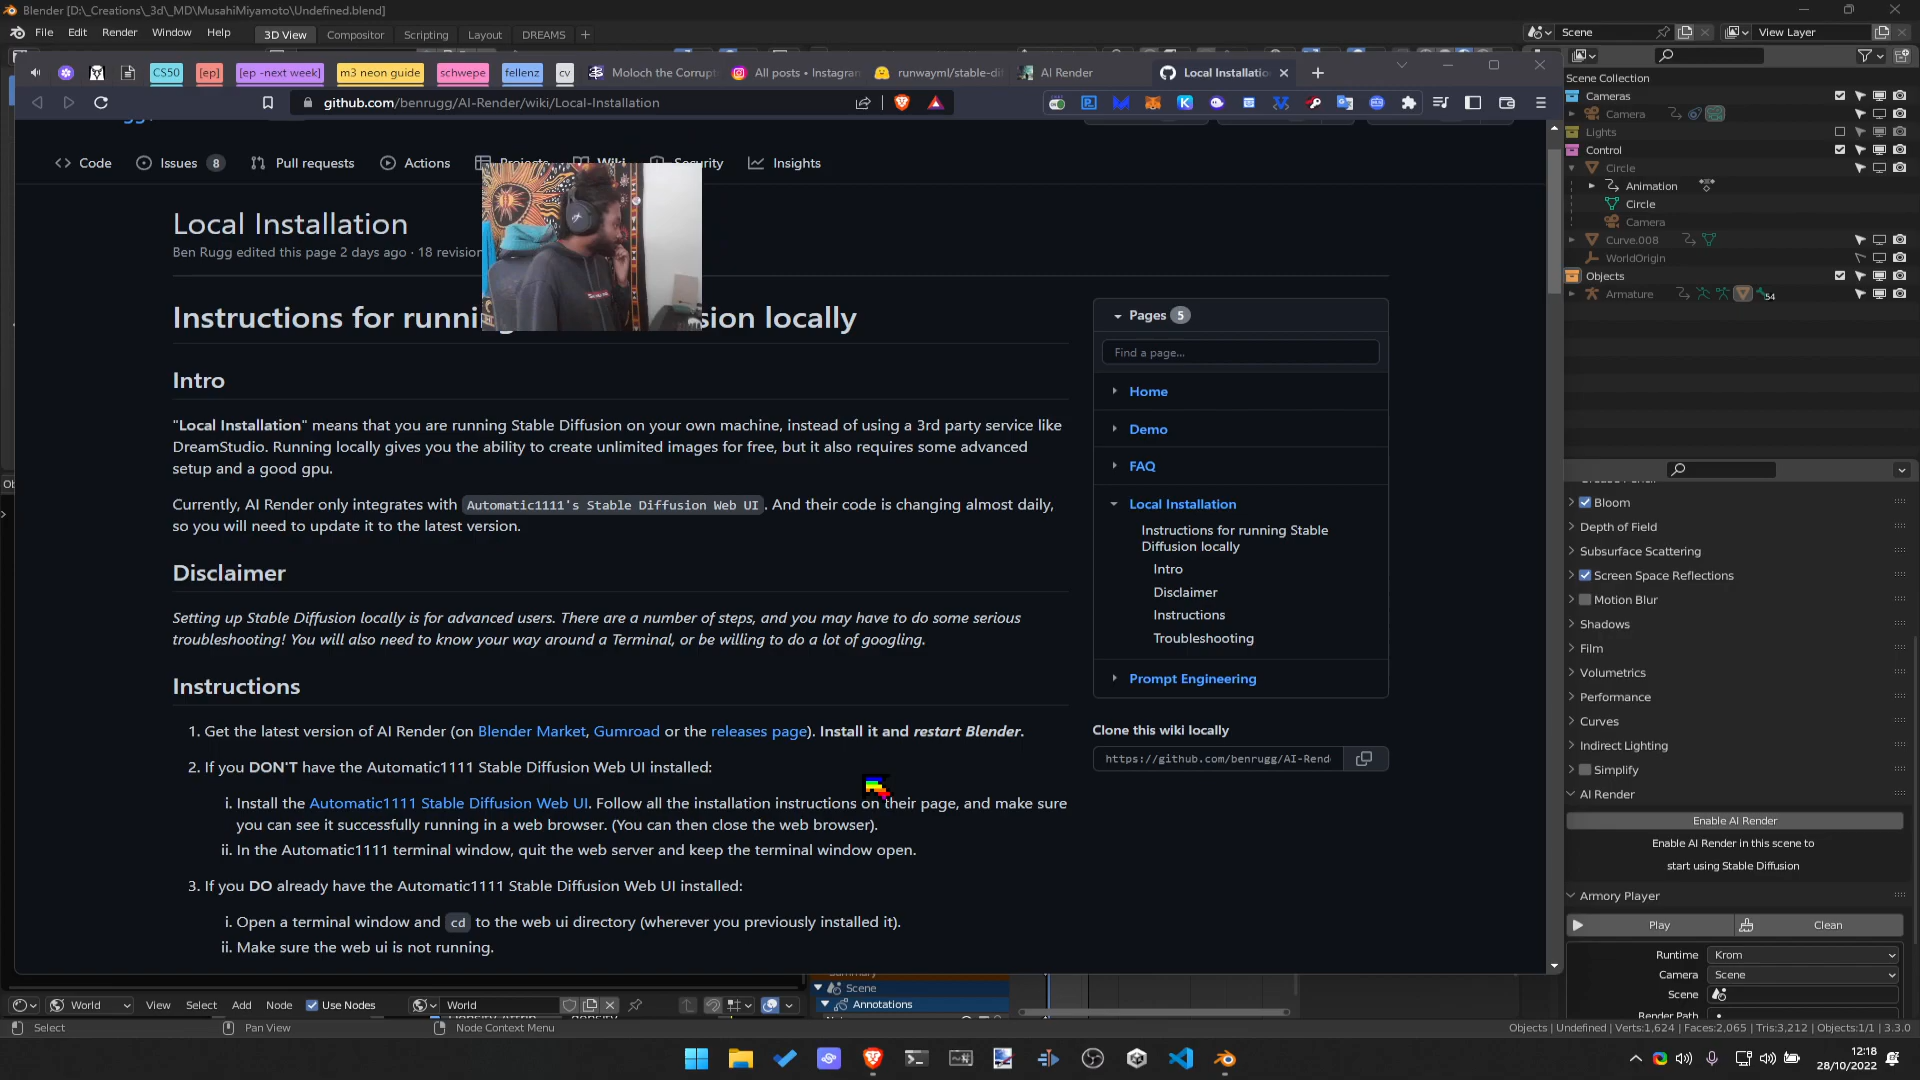 Blender [D:\_Creations\_3d\_MD\MusahiMiyamoto\Undefined.blend]
File Edit Render Window Help 3D View Compositor Scripting Layout DREAMS + Scene View Layer
CS50 [ep] [ep -next week] m3 neon guide schwepe fellenz cv Moloch the Corrupt All posts • Instagram runwayml/stable-dif AI Render Local Installatio
github.com/benrugg/AI-Render/wiki/Local-Installation
Code Issues 8 Pull requests Actions Projects Wiki Security Insights
Local Installation
Ben Rugg edited this page 2 days ago · 18 revision
Instructions for runnin sion locally
Intro
"Local Installation" means that you are running Stable Diffusion on your own machine, instead of using a 3rd party service like
DreamStudio. Running locally gives you the ability to create unlimited images for free, but it also requires some advanced
setup and a good gpu.
Currently, AI Render only integrates with Automatic1111's Stable Diffusion Web UI. And their code is changing almost daily,
so you will need to update it to the latest version.
Disclaimer
Setting up Stable Diffusion locally is for advanced users. There are a number of steps, and you may have to do some serious
troubleshooting! You will also need to know your way around a Terminal, or be willing to do a lot of googling.
Instructions
1. Get the latest version of AI Render (on Blender Market, Gumroad or the releases page). Install it and restart Blender.
2. If you DON'T have the Automatic1111 Stable Diffusion Web UI installed:
i. Install the Automatic1111 Stable Diffusion Web UI. Follow all the installation instructions on their page, and make sure
you can see it successfully running in a web browser. (You can then close the web browser).
ii. In the Automatic1111 terminal window, quit the web server and keep the terminal window open.
3. If you DO already have the Automatic1111 Stable Diffusion Web UI installed:
i. Open a terminal window and cd to the web ui directory (wherever you previously installed it).
ii. Make sure the web ui is not running.
Pages 5
Find a page...
Home
Demo
FAQ
Local Installation
Instructions for running Stable
Diffusion locally
Intro
Disclaimer
Instructions
Troubleshooting
Prompt Engineering
Clone this wiki locally
https://github.com/benrugg/AI-Rend
Scene Collection
Cameras
Camera
Lights
Control
Circle
Animation
Circle
Camera
Curve.008
WorldOrigin
Objects
Armature 54
Bloom
Depth of Field
Subsurface Scattering
Screen Space Reflections
Motion Blur
Shadows
Film
Volumetrics
Performance
Curves
Indirect Lighting
Simplify
AI Render
Enable AI Render
Enable AI Render in this scene to
start using Stable Diffusion
Armory Player
Play Clean
Runtime Krom
Camera Scene
Scene
Render Path
Summary
Scene
Annotations
World View Select Add Node Use Nodes World
Select Pan View Node Context Menu
Objects | Undefined | Verts:1,624 | Faces:2,065 | Tris:3,212 | Objects:1/1 | 3.3.0
12:18
28/10/2022